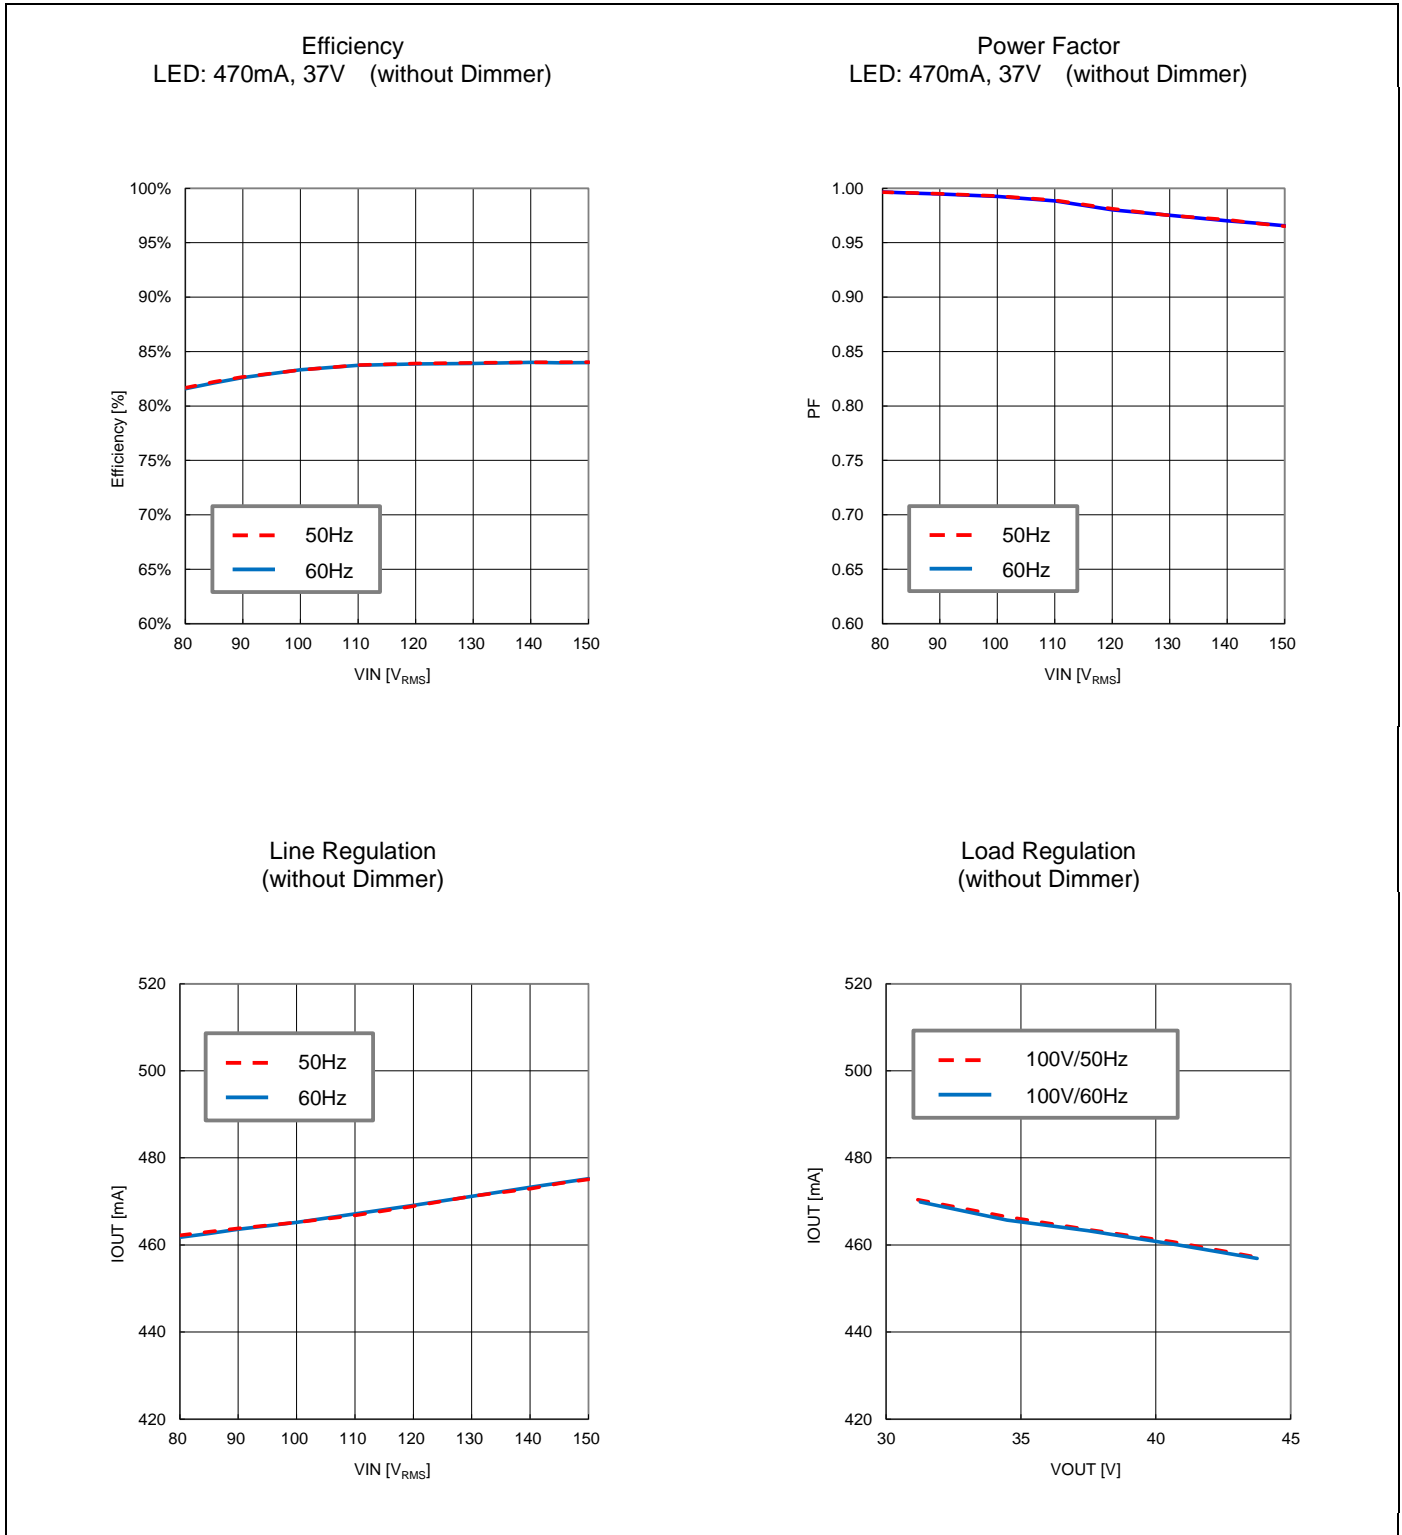 Efficiency
LED: 470mA, 37V (without Dimmer)
100%
95%
90%
85%
80%
75%
70%
65%
60%
Efficiency [%]
50Hz
60Hz
80 90 100 110 120 130 140 150
VIN [VRMS]
Power Factor
LED: 470mA, 37V (without Dimmer)
1.00
0.95
0.90
0.85
0.80
0.75
0.70
0.65
0.60
PF
50Hz
60Hz
80 90 100 110 120 130 140 150
VIN [VRMS]
Line Regulation
(without Dimmer)
520
500
480
460
440
420
IOUT [mA]
50Hz
60Hz
80 90 100 110 120 130 140 150
VIN [VRMS]
Load Regulation
(without Dimmer)
520
500
480
460
440
420
IOUT [mA]
100V/50Hz
100V/60Hz
30 35 40 45
VOUT [V]